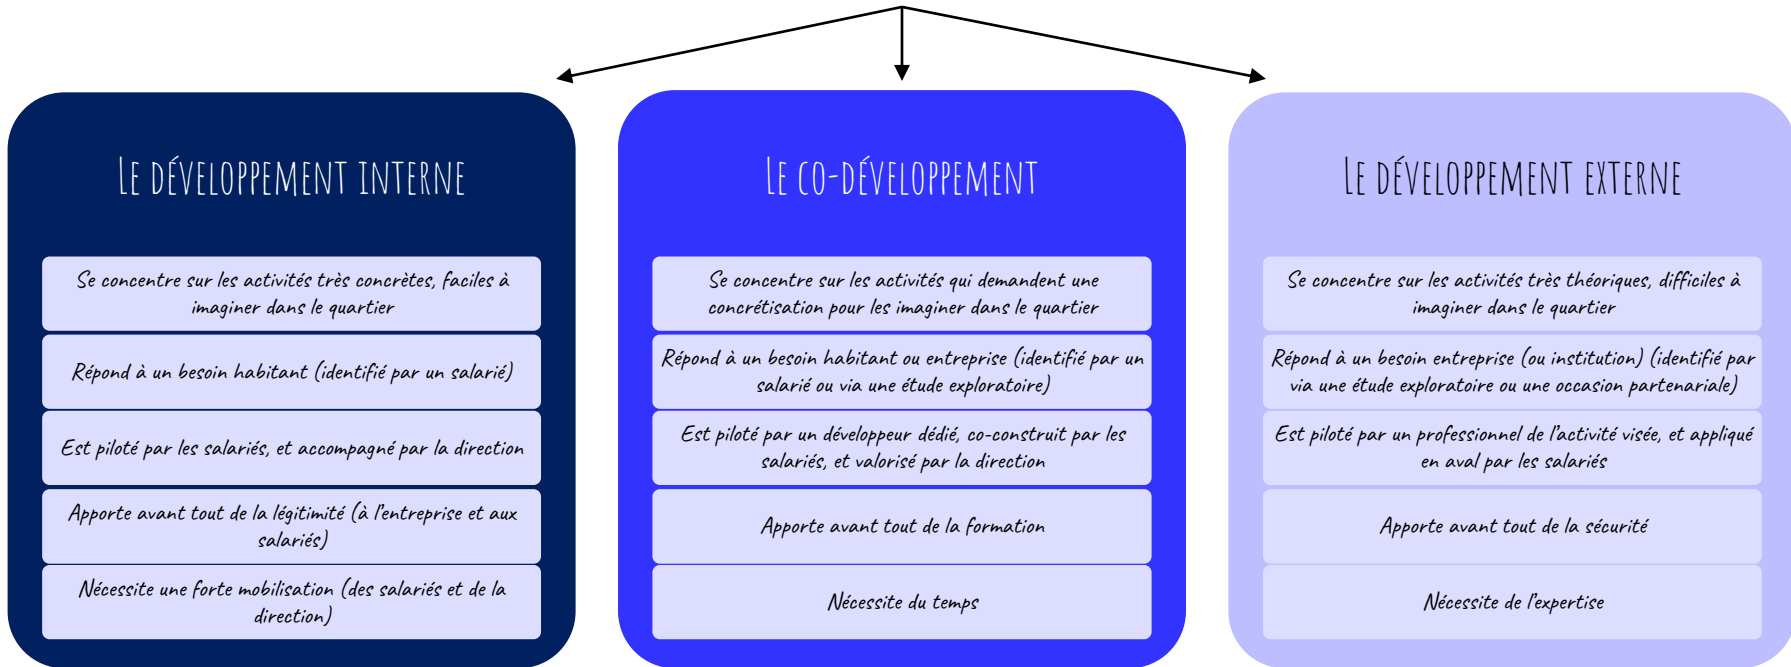 Le développement interne
Se concentre sur les activités très concrètes, faciles à
imaginer dans le quartier
Répond à un besoin habitant (identifié par un salarié)
Est piloté par les salariés, et accompagné par la direction
Apporte avant tout de la légitimité (à l'entreprise et aux
salariés)
Nécessite une forte mobilisation (des salariés et de la
direction)
Le co-développement
Se concentre sur les activités qui demandent une
concrétisation pour les imaginer dans le quartier
Répond à un besoin habitant ou entreprise (identifié par un
salarié ou via une étude exploratoire)
Est piloté par un développeur dédié, co-construit par les
salariés, et valorisé par la direction
Apporte avant tout de la formation
Nécessite du temps
Le développement externe
Se concentre sur les activités très théoriques, difficiles à
imaginer dans le quartier
Répond à un besoin entreprise (ou institution) (identifié par
via une étude exploratoire ou une occasion partenariale)
Est piloté par un professionnel de l'activité visée, et appliqué
en aval par les salariés
Apporte avant tout de la sécurité
Nécessite de l'expertise